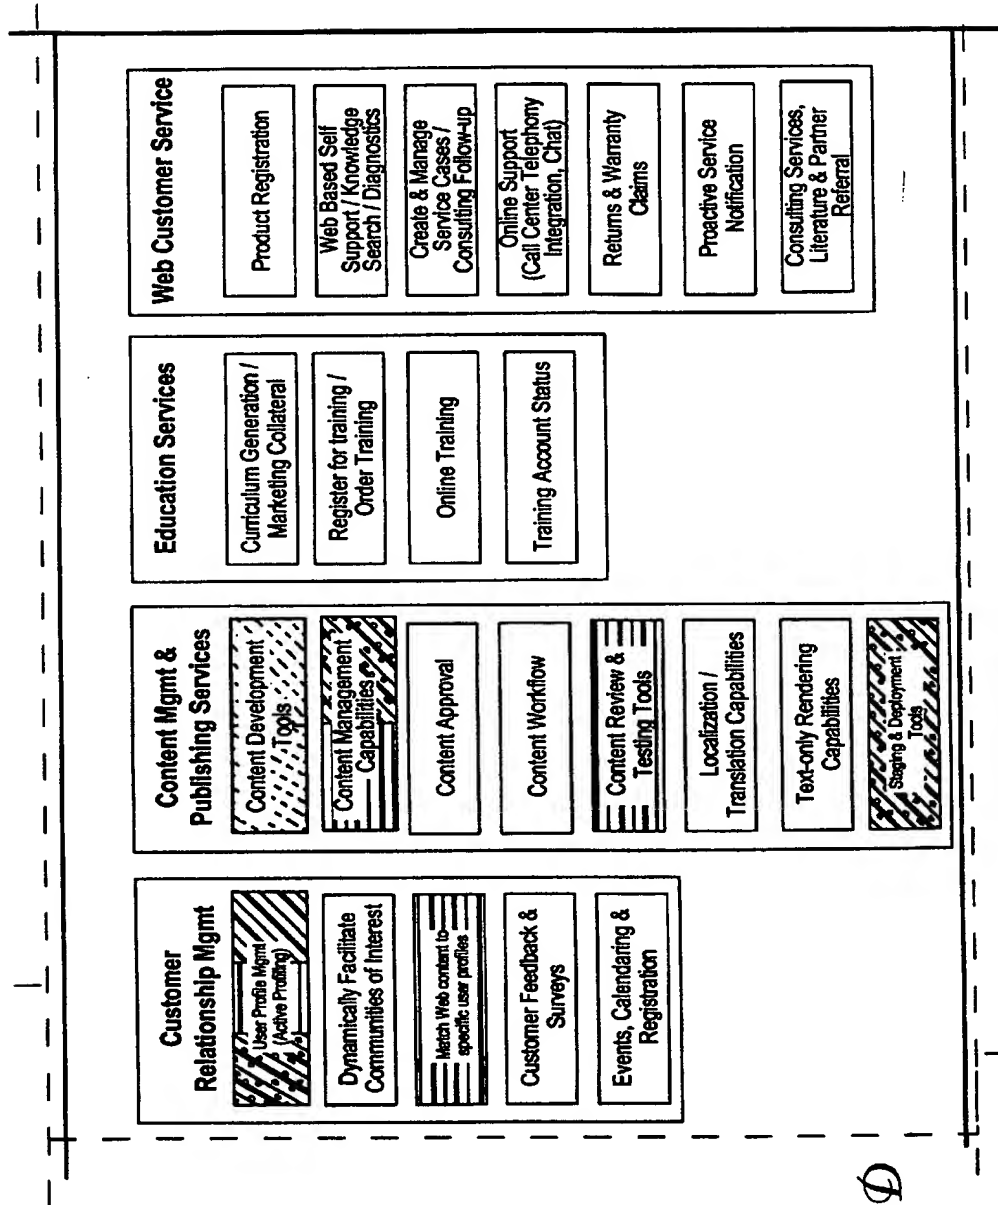 Customer
Relationship Mgmt
User Profile Mgmt
(Active Profiling)
Dynamically Facilitate
Communities of Interest
Match Web content to
specific user profiles
Customer Feedback &
Surveys
Events, Calendaring &
Registration
Content Mgmt &
Publishing Services
Content Development
Tools
Content Management
Capabilities
Content Approval
Content Workflow
Content Review &
Testing Tools
Localization /
Translation Capabilities
Text-only Rendering
Capabilities
Staging & Deployment
Tools
Education Services
Curriculum Generation /
Marketing Collateral
Register for training /
Order Training
Online Training
Training Account Status
Web Customer Service
Product Registration
Web Based Self
Support / Knowledge
Search / Diagnostics
Create & Manage
Service Cases /
Consulting Follow-up
Online Support
(Call Center Telephony
Integration, Chat)
Returns & Warranty
Claims
Proactive Service
Notification
Consulting Services,
Literature & Partner
Referral
D